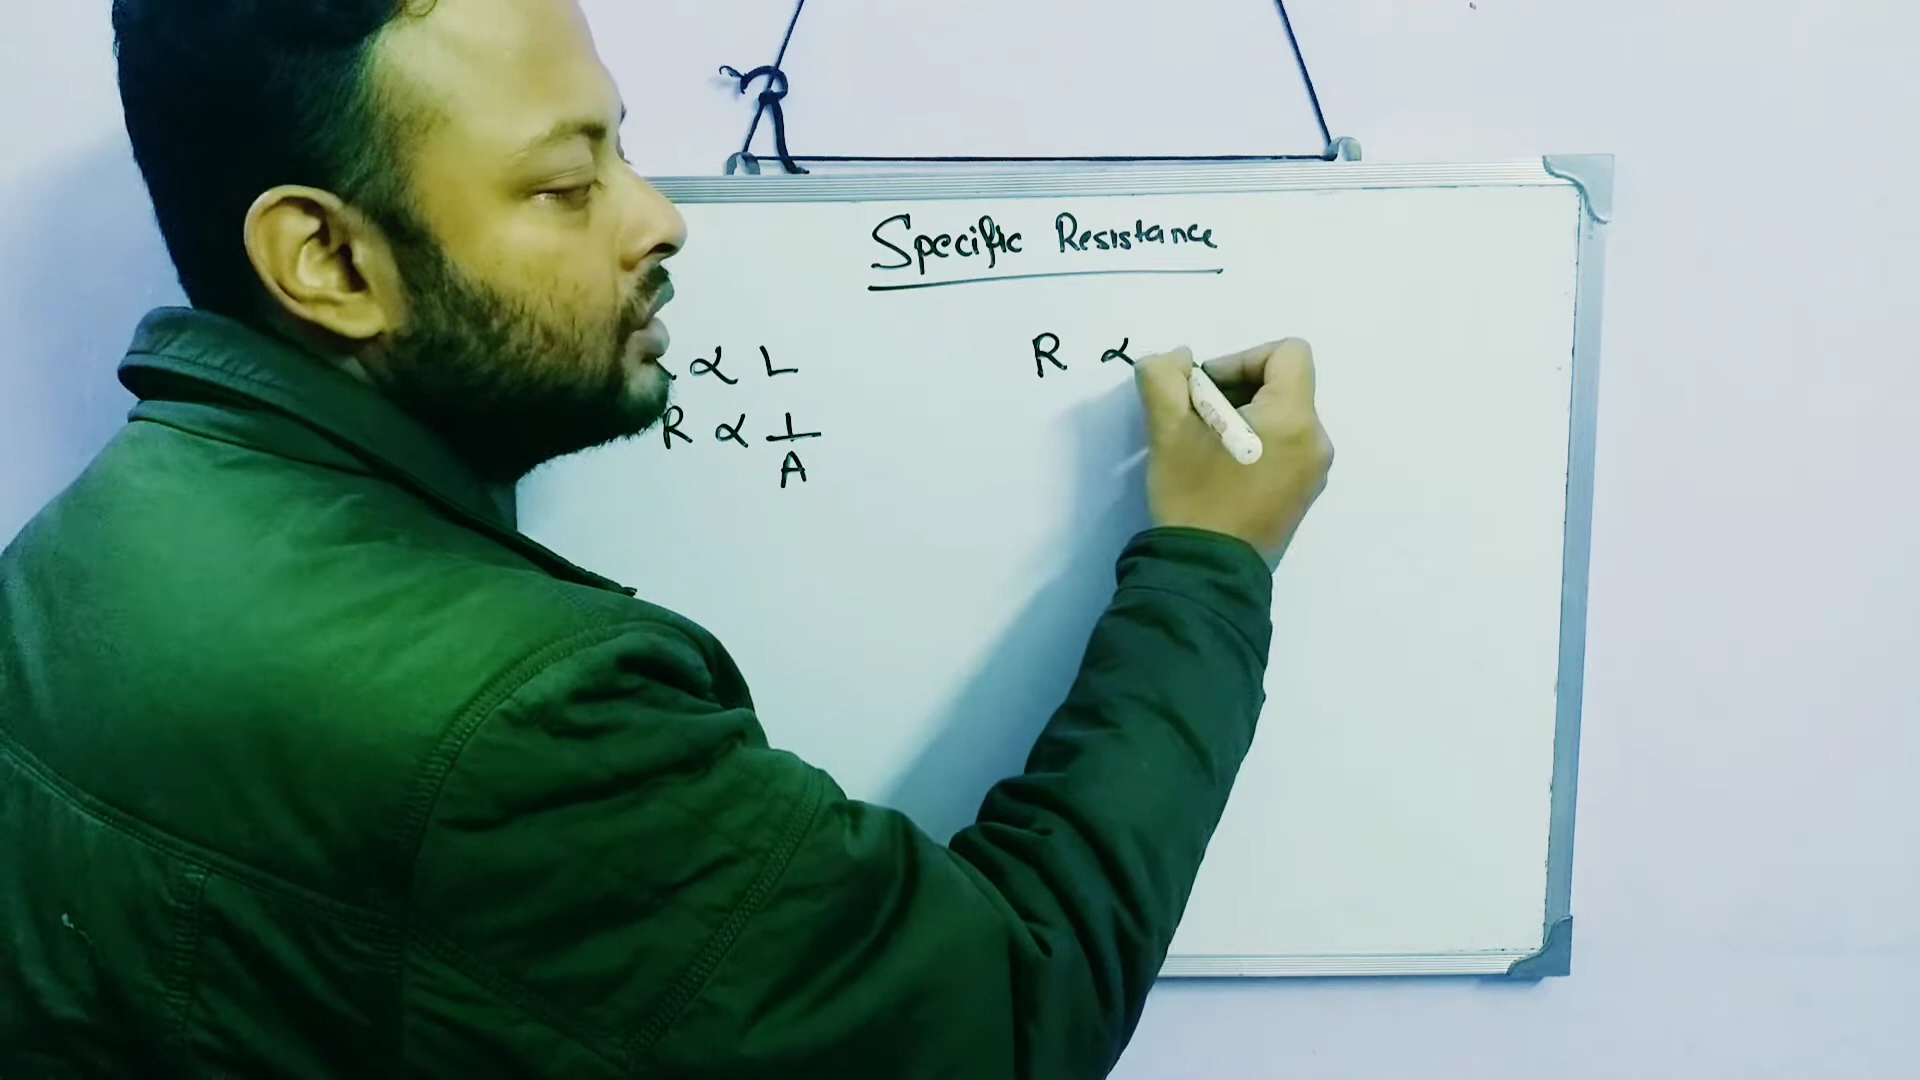 Specific Resistance
∝ L
R ∝ 1/A
R ∝